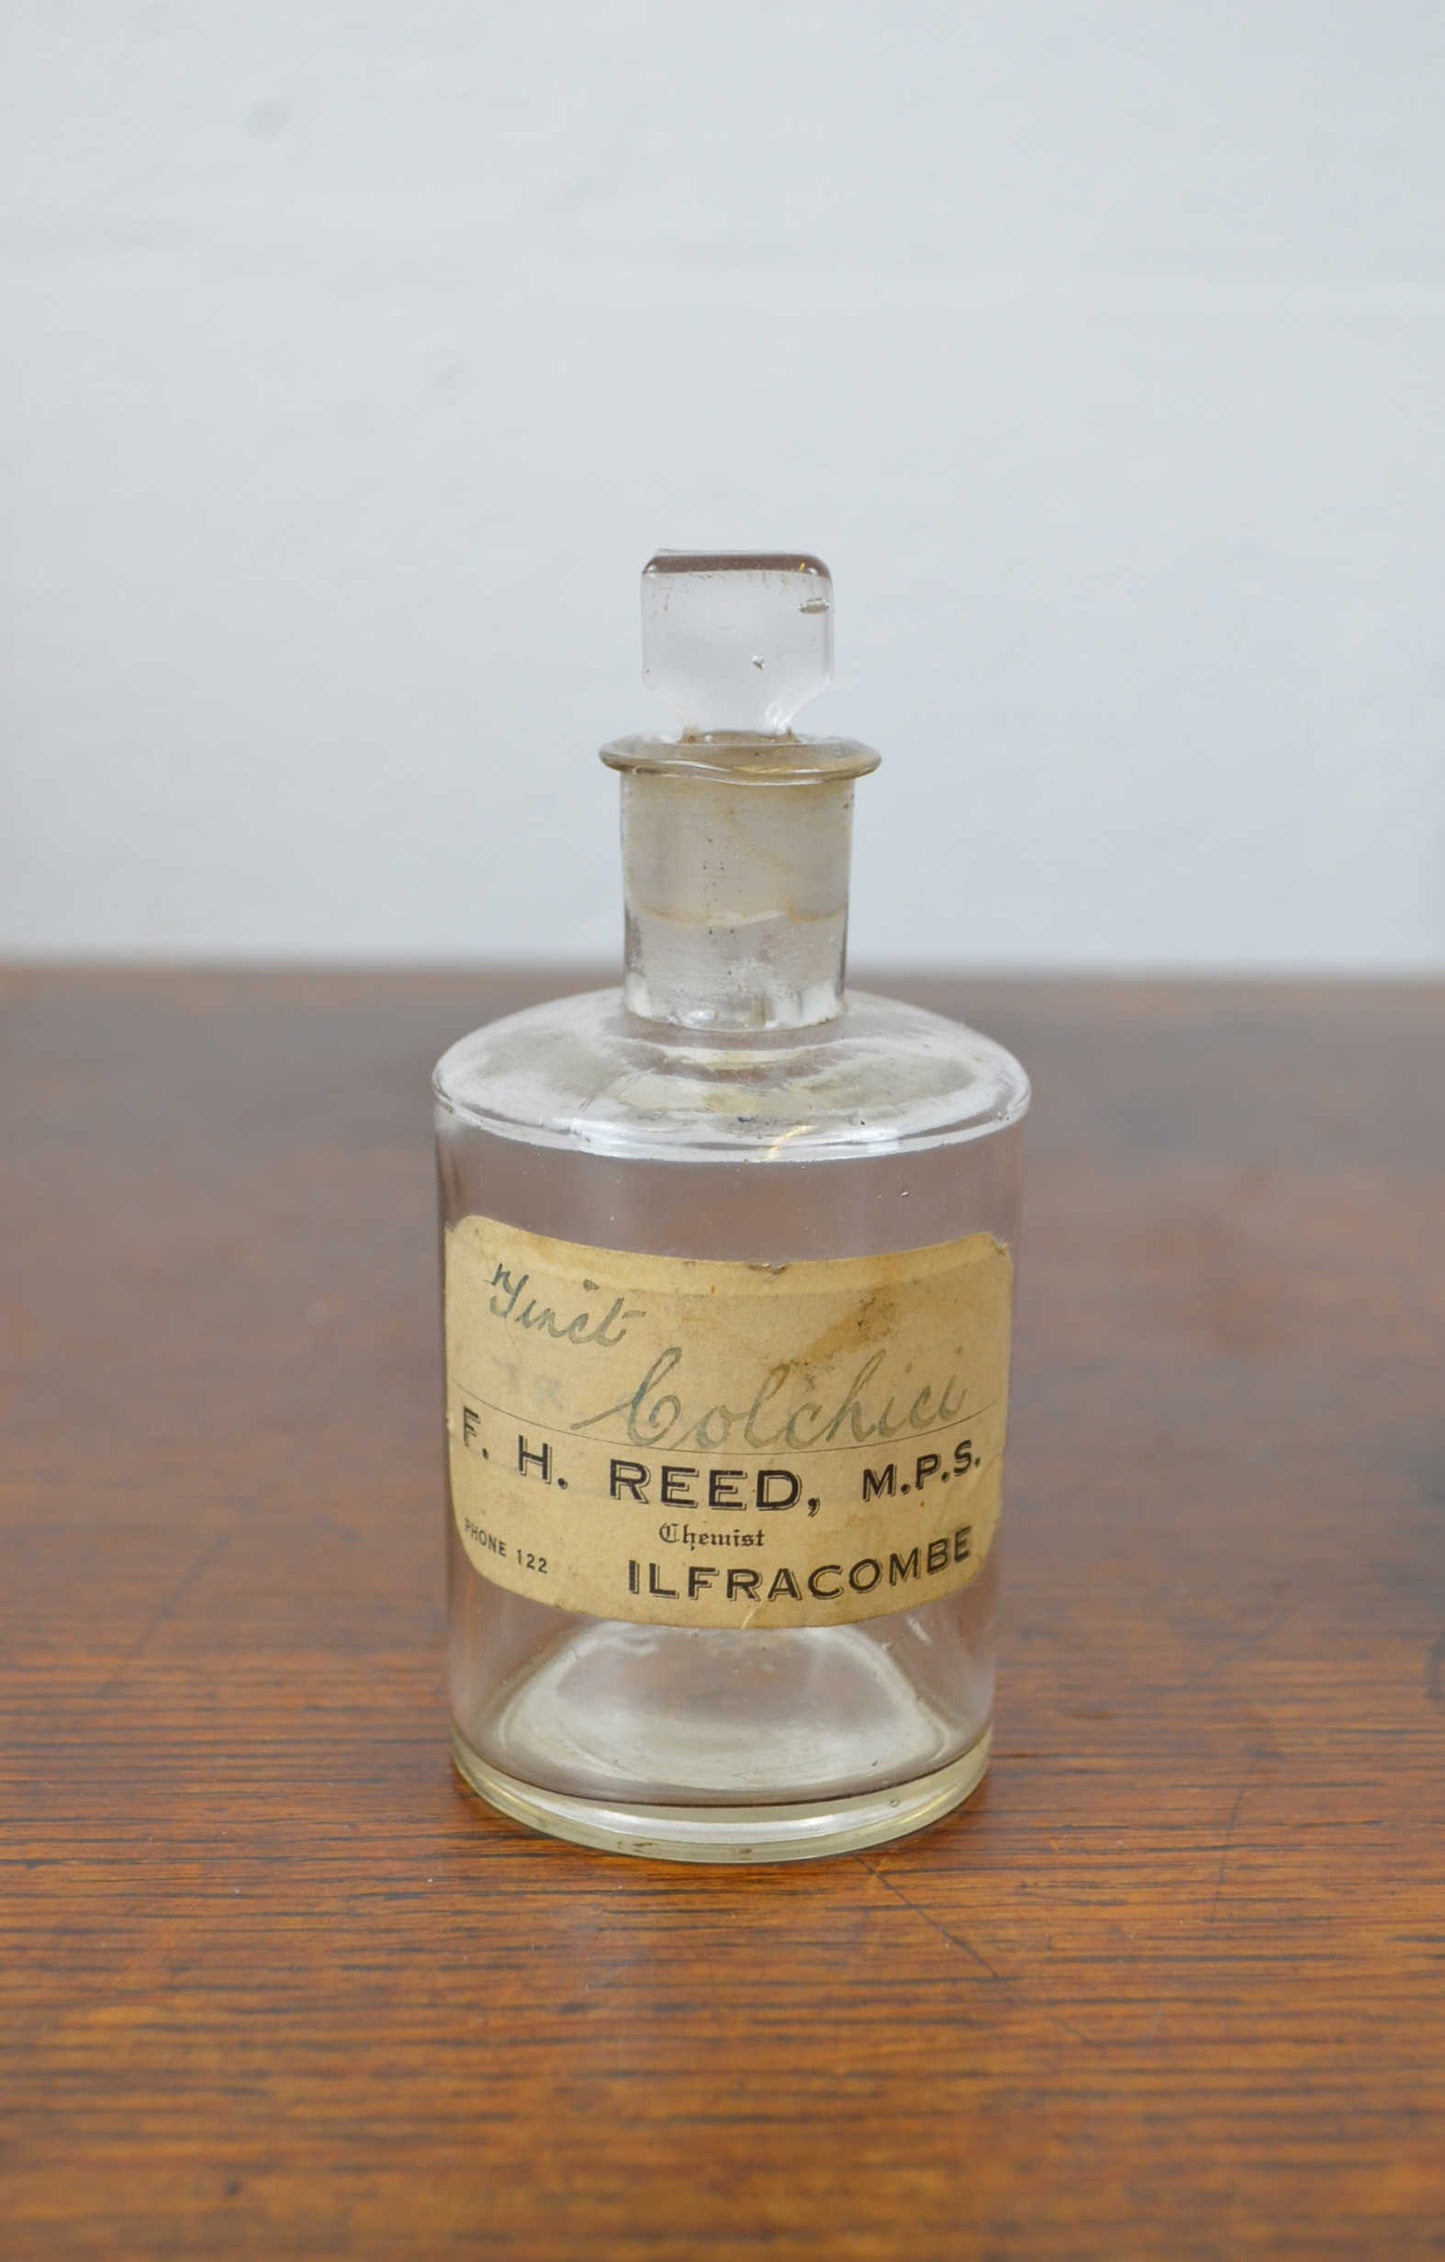 Tinct
Colchici
F. H. REED, M.P.S.
Chemist
PHONE 122
ILFRACOMBE